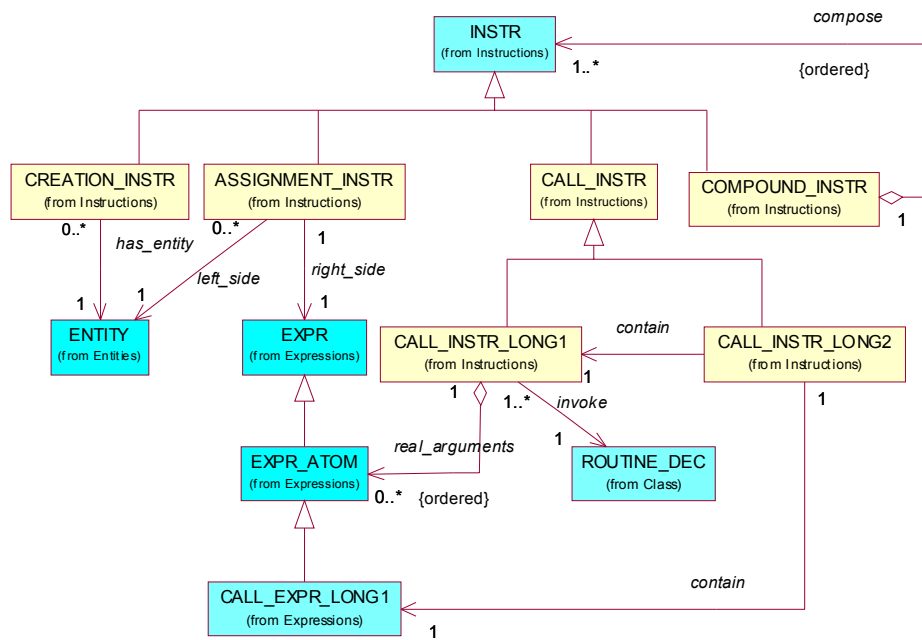 INSTR
(from Instructions)
compose
1..*
{ordered}
CREATION_INSTR
(from Instructions)
ASSIGNMENT_INSTR
(from Instructions)
CALL_INSTR
(from Instructions)
COMPOUND_INSTR
(from Instructions)
0..*
0..*
1
1
has_entity
left_side
right_side
1
1
1
ENTITY
(from Entities)
EXPR
(from Expressions)
CALL_INSTR_LONG1
(from Instructions)
contain
CALL_INSTR_LONG2
(from Instructions)
1
1
1..*
1
invoke
real_arguments
1
EXPR_ATOM
(from Expressions)
ROUTINE_DEC
(from Class)
0..*
{ordered}
CALL_EXPR_LONG1
(from Expressions)
contain
1